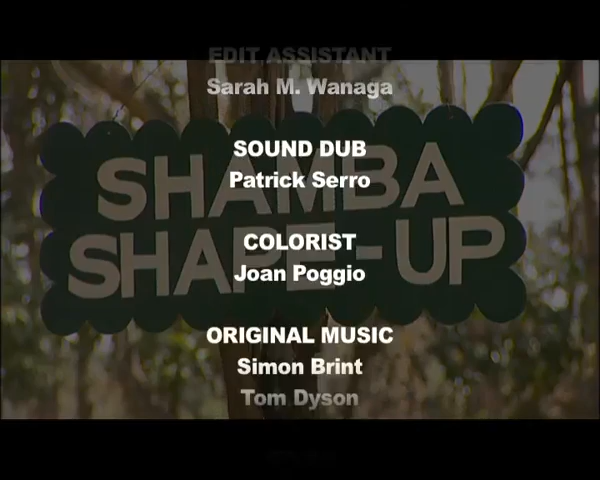 EDIT ASSISTANT
Sarah M. Wanaga
SOUND DUB
Patrick Serro
COLORIST
Joan Poggio
ORIGINAL MUSIC
Simon Brint
Tom Dyson
SHAMBA
SHAPE-UP